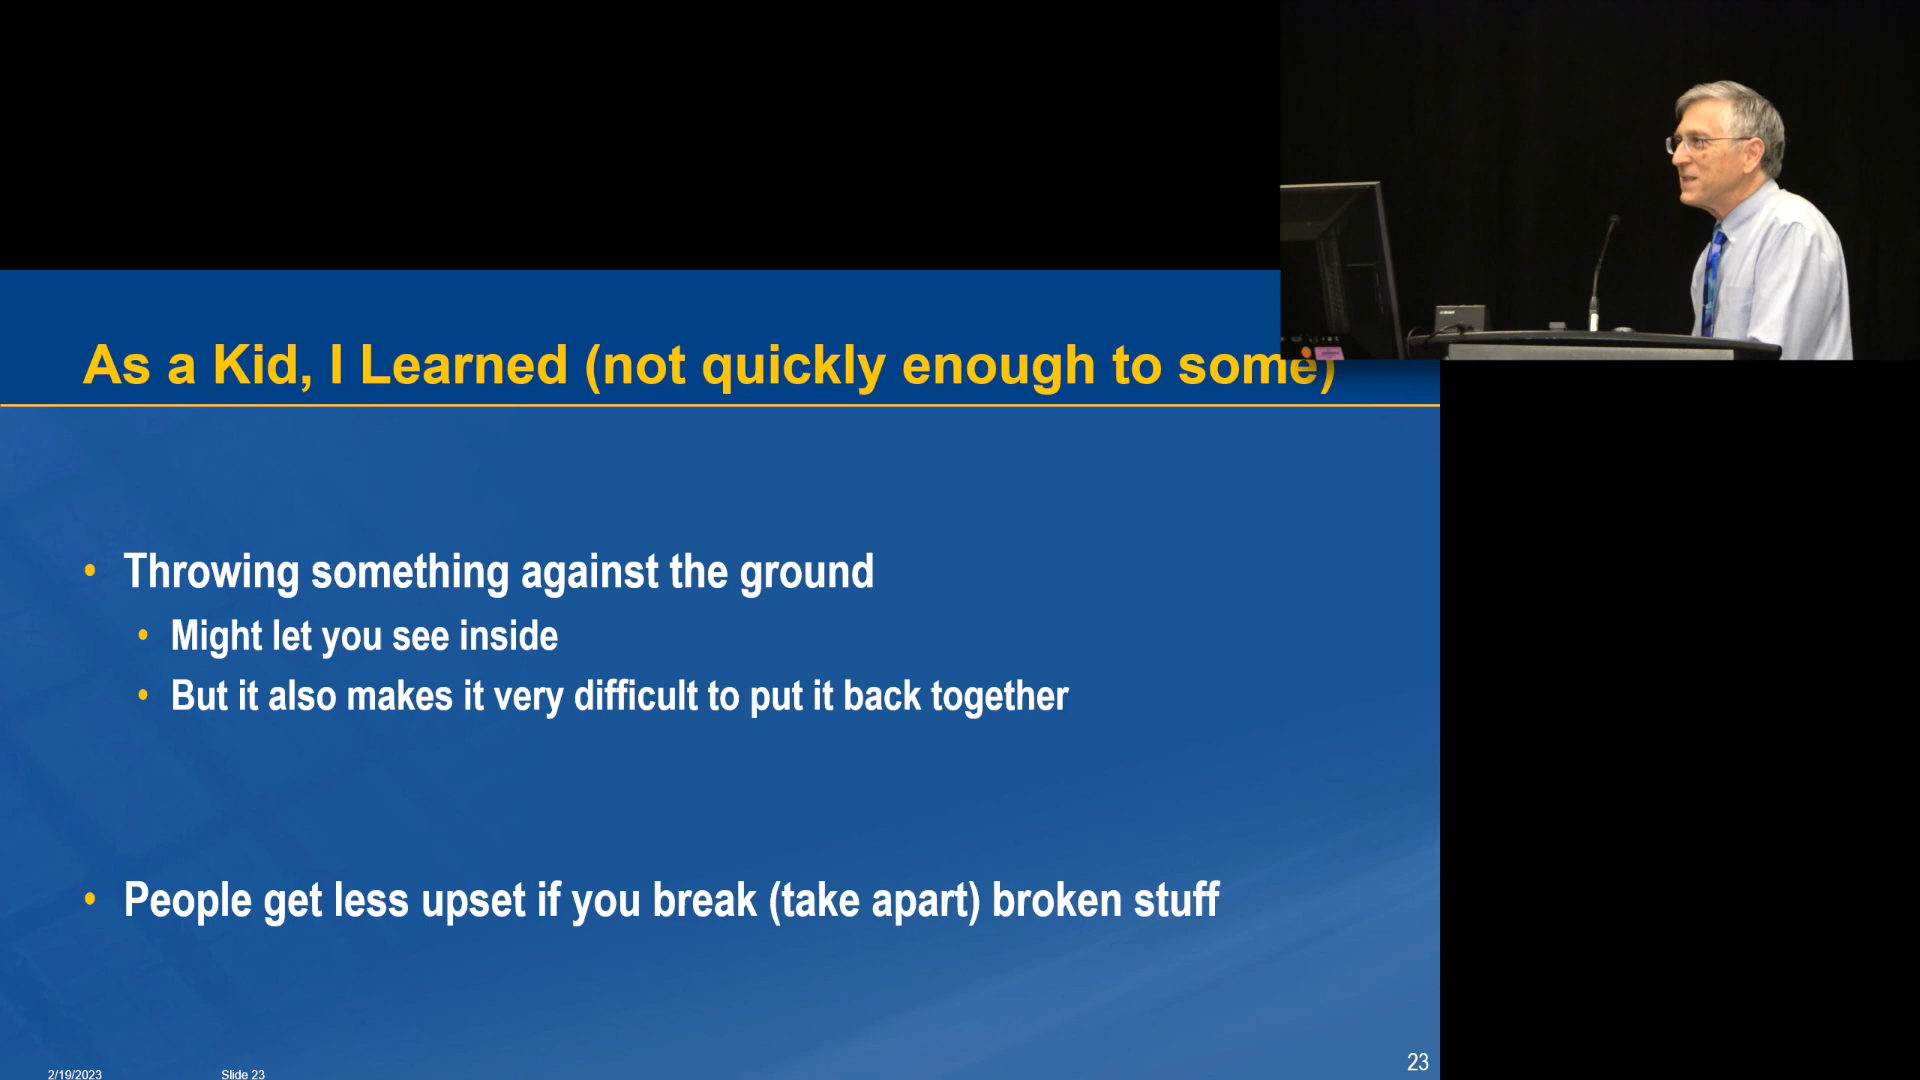 As a Kid, I Learned (not quickly enough to some)
• Throwing something against the ground
• Might let you see inside
• But it also makes it very difficult to put it back together
• People get less upset if you break (take apart) broken stuff
2/19/2023
Slide 23
23